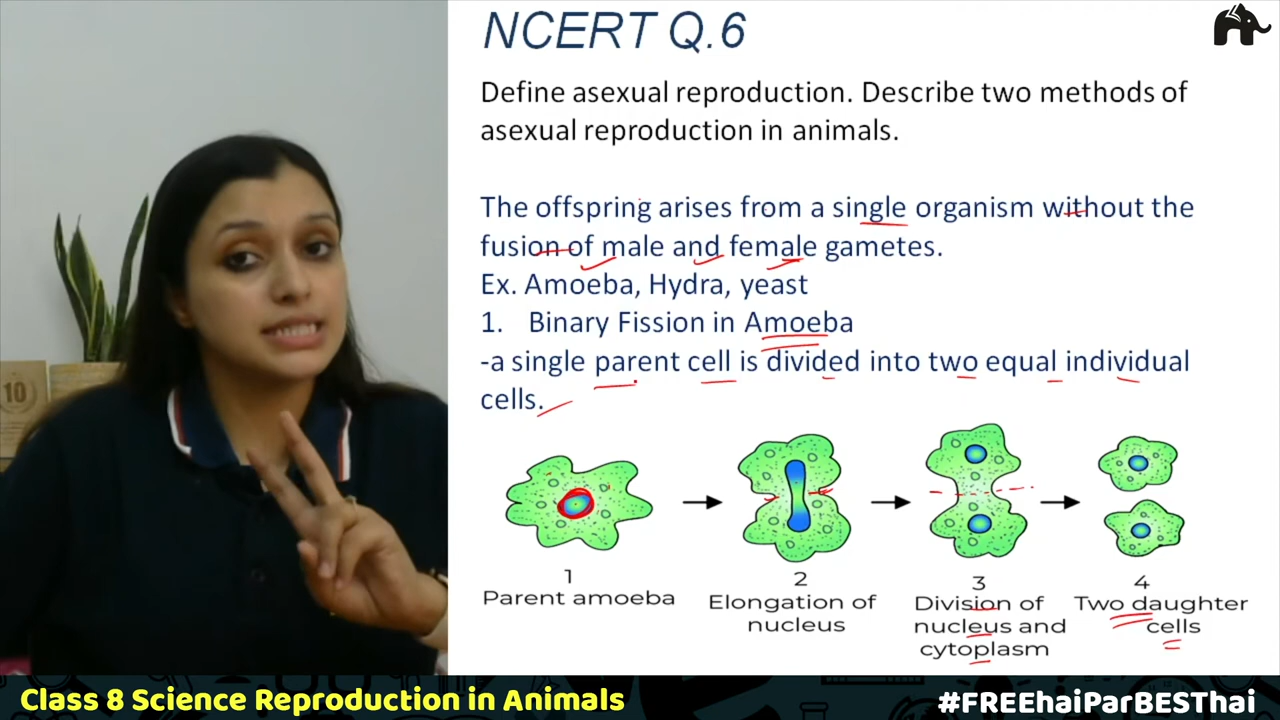 NCERT Q.6
Define asexual reproduction. Describe two methods of
asexual reproduction in animals.
The offspring arises from a single organism without the
fusion of male and female gametes.
Ex. Amoeba, Hydra, yeast
1. Binary Fission in Amoeba
-a single parent cell is divided into two equal individual
cells.
1
Parent amoeba
2
Elongation of
nucleus
3
Division of
nucleus and
cytoplasm
4
Two daughter
cells
10
Class 8 Science Reproduction in Animals
#FREEhaiParBESThai